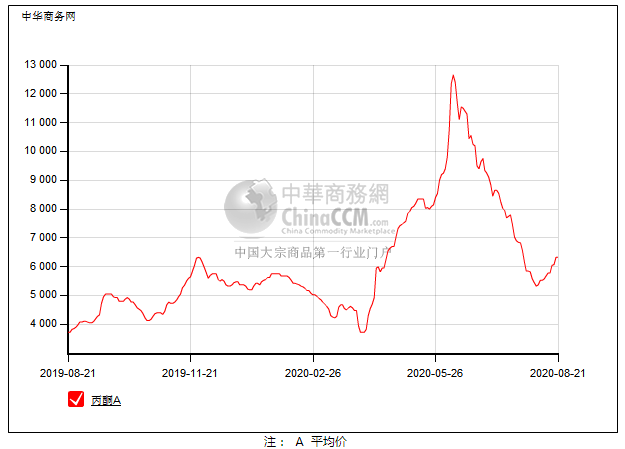 中华商务网
13 000
12 000
11 000
10 000
9 000
8 000
7 000
6 000
5 000
4 000
中華商務網
ChinaCCM.com
China Commodity Marketplace
中国大宗商品第一行业门户
2019-08-21 2019-11-21 2020-02-26 2020-05-26 2020-08-21
丙酮A
注： A 平均价